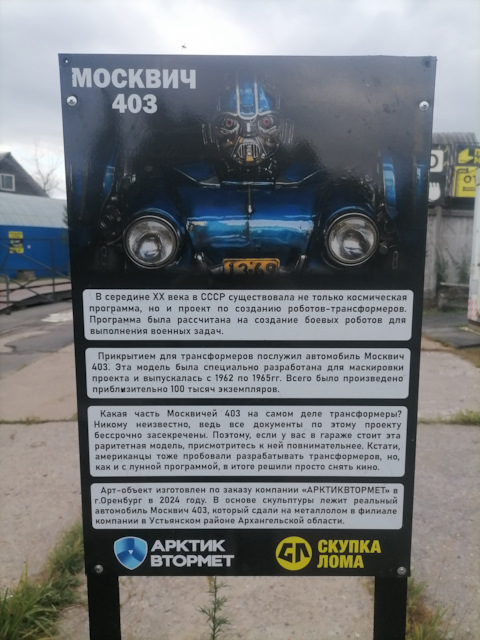 МОСКВИЧ
403
В середине XX века в СССР существовала не только космическая
программа, но и проект по созданию роботов-трансформеров.
Программа была рассчитана на создание боевых роботов для
выполнения военных задач.
Прикрытием для трансформеров послужил автомобиль Москвич
403. Эта модель была специально разработана для маскировки
проекта и выпускалась с 1962 по 1965гг. Всего было произведено
приблизительно 100 тысяч экземпляров.
Какая часть Москвичей 403 на самом деле трансформеры?
Никому неизвестно, ведь все документы по этому проекту
бессрочно засекречены. Поэтому, если у вас в гараже стоит эта
раритетная модель, присмотритесь к ней повнимательнее. Кстати,
американцы тоже пробовали разрабатывать трансформеров, но,
как и с лунной программой, в итоге решили просто снять кино.
Арт-объект изготовлен по заказу компании «АРКТИКВТОРМЕТ» в
г.Оренбург в 2024 году. В основе скульптуры лежит реальный
автомобиль Москвич 403, который сдали на металлолом в филиале
компании в Устьянском районе Архангельской области.
АРКТИК
ВТОРМЕТ
СЛ
СКУПКА
ЛОМА